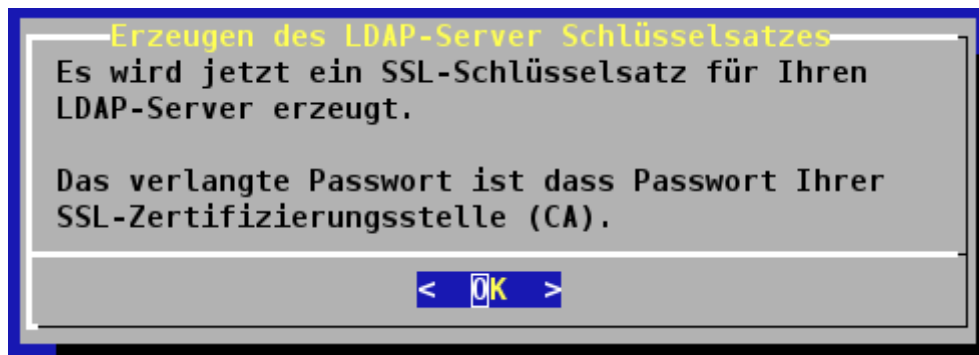 Erzeugen des LDAP-Server Schlüsselsatzes
Es wird jetzt ein SSL-Schlüsselsatz für Ihren
LDAP-Server erzeugt.
Das verlangte Passwort ist dass Passwort Ihrer
SSL-Zertifizierungsstelle (CA).
< OK >